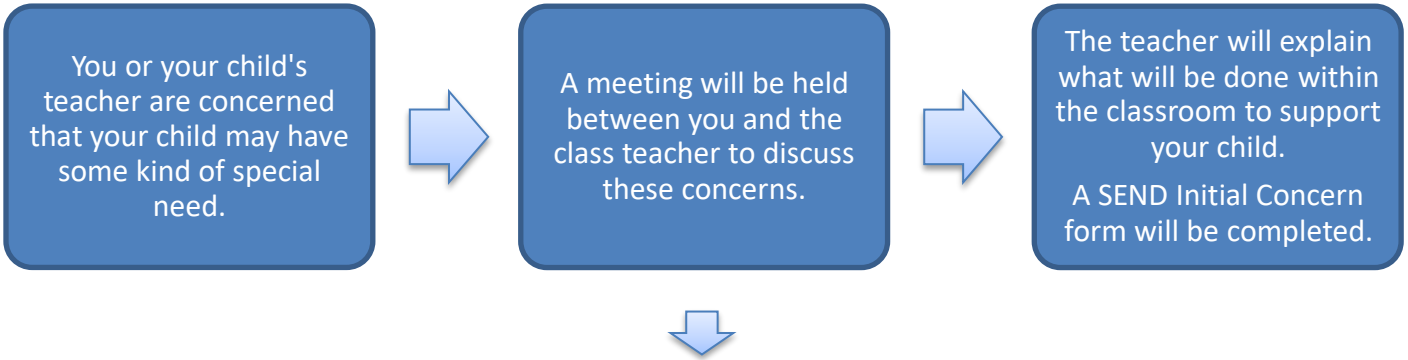 You or your child's
teacher are concerned
that your child may have
some kind of special
need.
A meeting will be held
between you and the
class teacher to discuss
these concerns.
The teacher will explain
what will be done within
the classroom to support
your child.
A SEND Initial Concern
form will be completed.